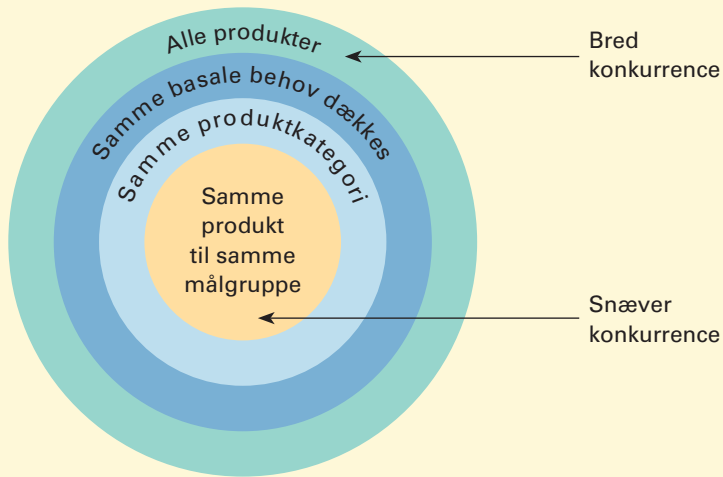 Alle produkter
Samme basale behov dækkes
Samme produktkategori
Samme
produkt
til samme
målgruppe
Bred
konkurrence
Snæver
konkurrence